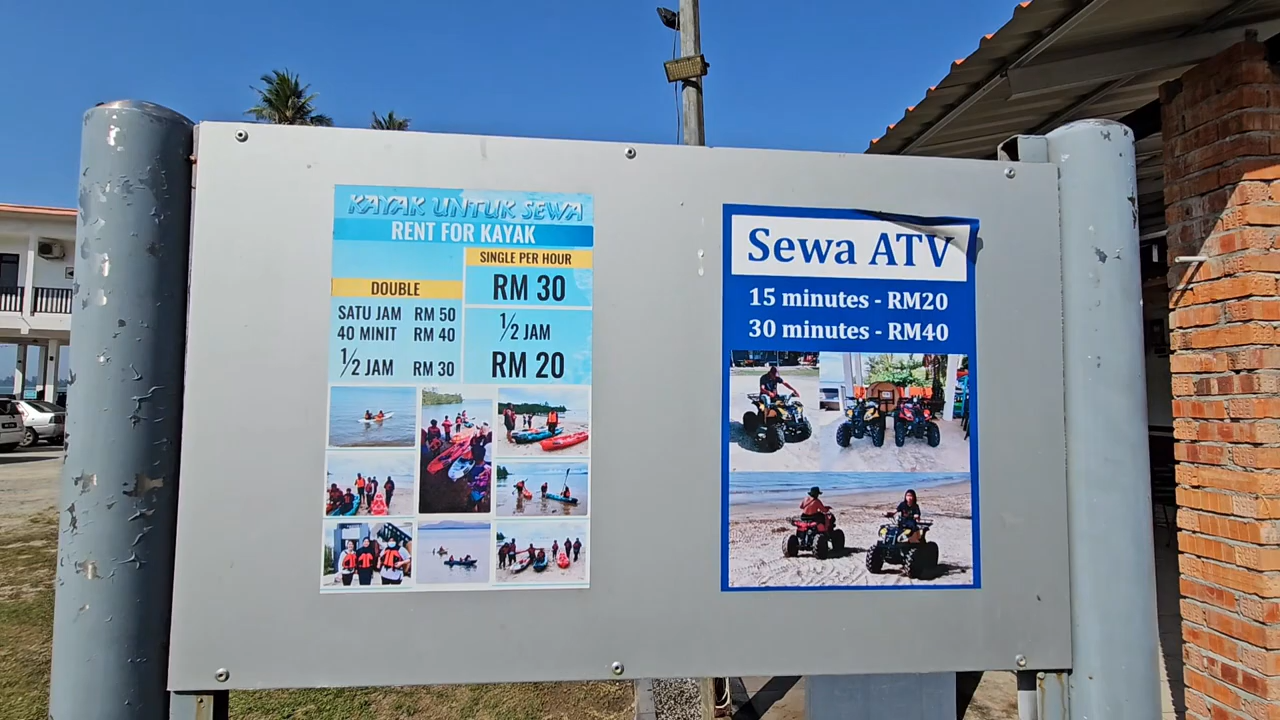 KAYAK UNTUK SEWA
RENT FOR KAYAK
DOUBLE
SATU JAM RM 50
40 MINIT RM 40
1/2 JAM RM 30
SINGLE PER HOUR
RM 30
1/2 JAM
RM 20
Sewa ATV
15 minutes - RM20
30 minutes - RM40